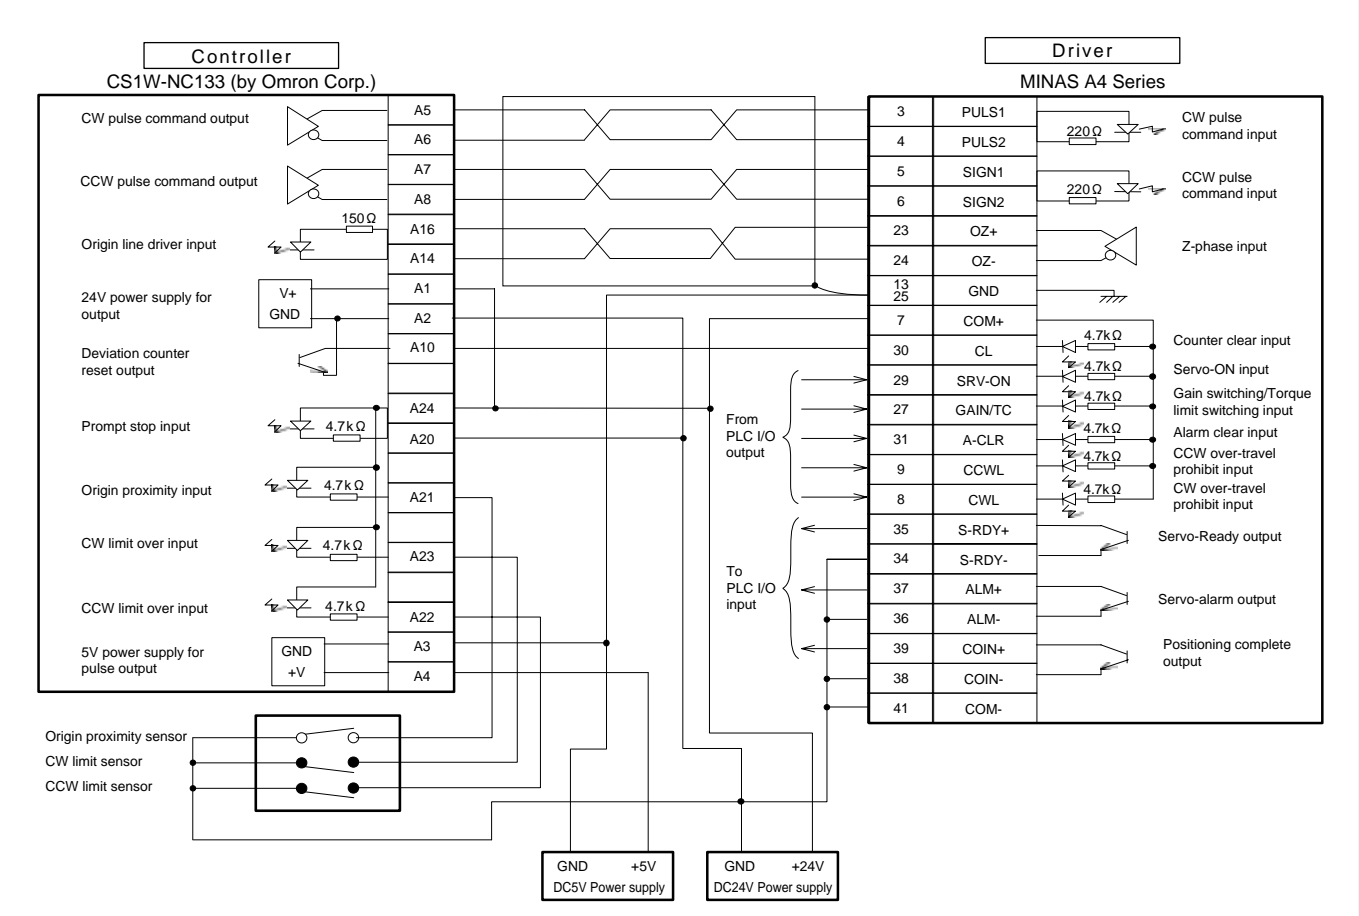 Controller
CS1W-NC133 (by Omron Corp.)
CW pulse command output
A5
A6
CCW pulse command output
A7
A8
150Ω
Origin line driver input
A16
A14
24V power supply for
output
V+
GND
A1
A2
Deviation counter
reset output
A10
Prompt stop input
4.7kΩ
A24
A20
Origin proximity input
4.7kΩ
A21
CW limit over input
4.7kΩ
A23
CCW limit over input
4.7kΩ
A22
5V power supply for
pulse output
GND
+V
A3
A4
Origin proximity sensor
CW limit sensor
CCW limit sensor
From
PLC I/O
output
To
PLC I/O
input
GND +5V
DC5V Power supply
GND +24V
DC24V Power supply
Driver
MINAS A4 Series
3 PULS1
4 PULS2
220Ω
CW pulse
command input
5 SIGN1
6 SIGN2
220Ω
CCW pulse
command input
23 OZ+
24 OZ-
Z-phase input
13
25
GND
7 COM+
30 CL
4.7kΩ
Counter clear input
29 SRV-ON
4.7kΩ
Servo-ON input
27 GAIN/TC
4.7kΩ
Gain switching/Torque
limit switching input
31 A-CLR
4.7kΩ
Alarm clear input
9 CCWL
4.7kΩ
CCW over-travel
prohibit input
8 CWL
4.7kΩ
CW over-travel
prohibit input
35 S-RDY+
34 S-RDY-
Servo-Ready output
37 ALM+
36 ALM-
Servo-alarm output
39 COIN+
38 COIN-
Positioning complete
output
41 COM-